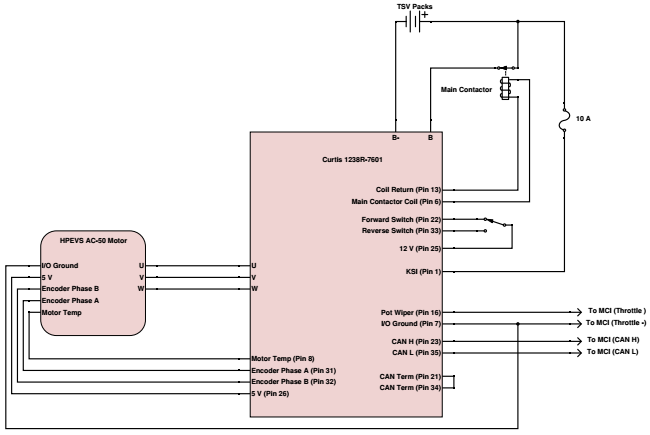 TSV Packs
+
Main Contactor
10 A
B-
B
Curtis 1238R-7601
Coil Return (Pin 13)
Main Contactor Coil (Pin 6)
Forward Switch (Pin 22)
Reverse Switch (Pin 33)
12 V (Pin 25)
KSI (Pin 1)
HPEVS AC-50 Motor
I/O Ground
5 V
Encoder Phase B
Encoder Phase A
Motor Temp
U
V
W
U
V
W
Pot Wiper (Pin 16)
I/O Ground (Pin 7)
CAN H (Pin 23)
CAN L (Pin 35)
CAN Term (Pin 21)
CAN Term (Pin 34)
To MCI (Throttle )
To MCI (Throttle -)
To MCI (CAN H)
To MCI (CAN L)
Motor Temp (Pin 8)
Encoder Phase A (Pin 31)
Encoder Phase B (Pin 32)
5 V (Pin 26)